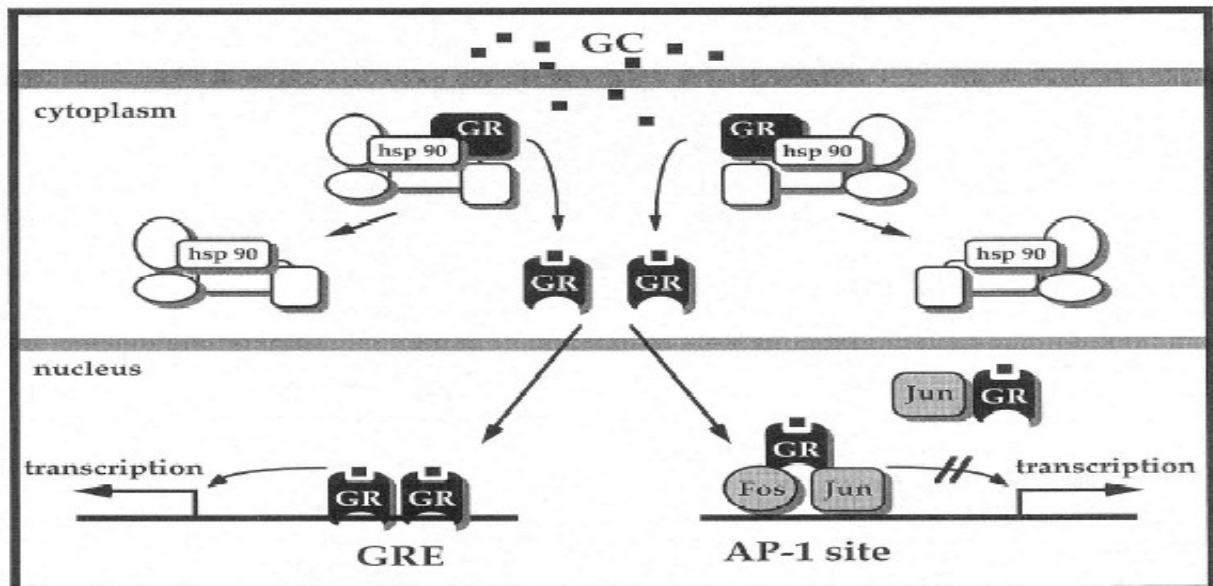 GC
cytoplasm
GR
hsp 90
GR
hsp 90
hsp 90
hsp 90
GR
GR
nucleus
Jun
GR
transcription
GR
GR
GR
Fos
Jun
transcription
GRE
AP-1 site